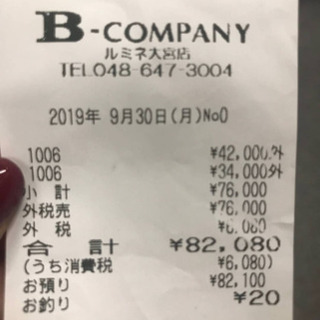 B-COMPANY
ルミネ大宮店
TEL048-647-3004
2019年 9月30日(月)No0
1006 ¥42,000外
1006 ¥34,000外
小 計 ¥76,000
外税売 ¥76,000
外 税 ¥6,080
合 計 ¥82,080
(うち消費税 ¥6,080)
お預り ¥82,100
お釣り ¥20